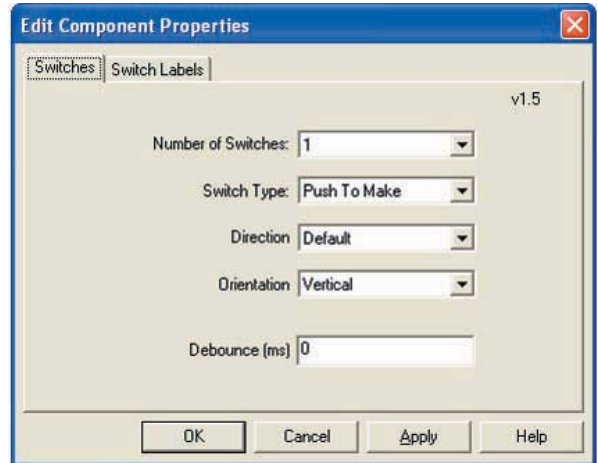 Edit Component Properties
Switches Switch Labels
v1.5
Number of Switches: 1
Switch Type: Push To Make
Direction Default
Orientation Vertical
Debounce (ms) 0
OK Cancel Apply Help